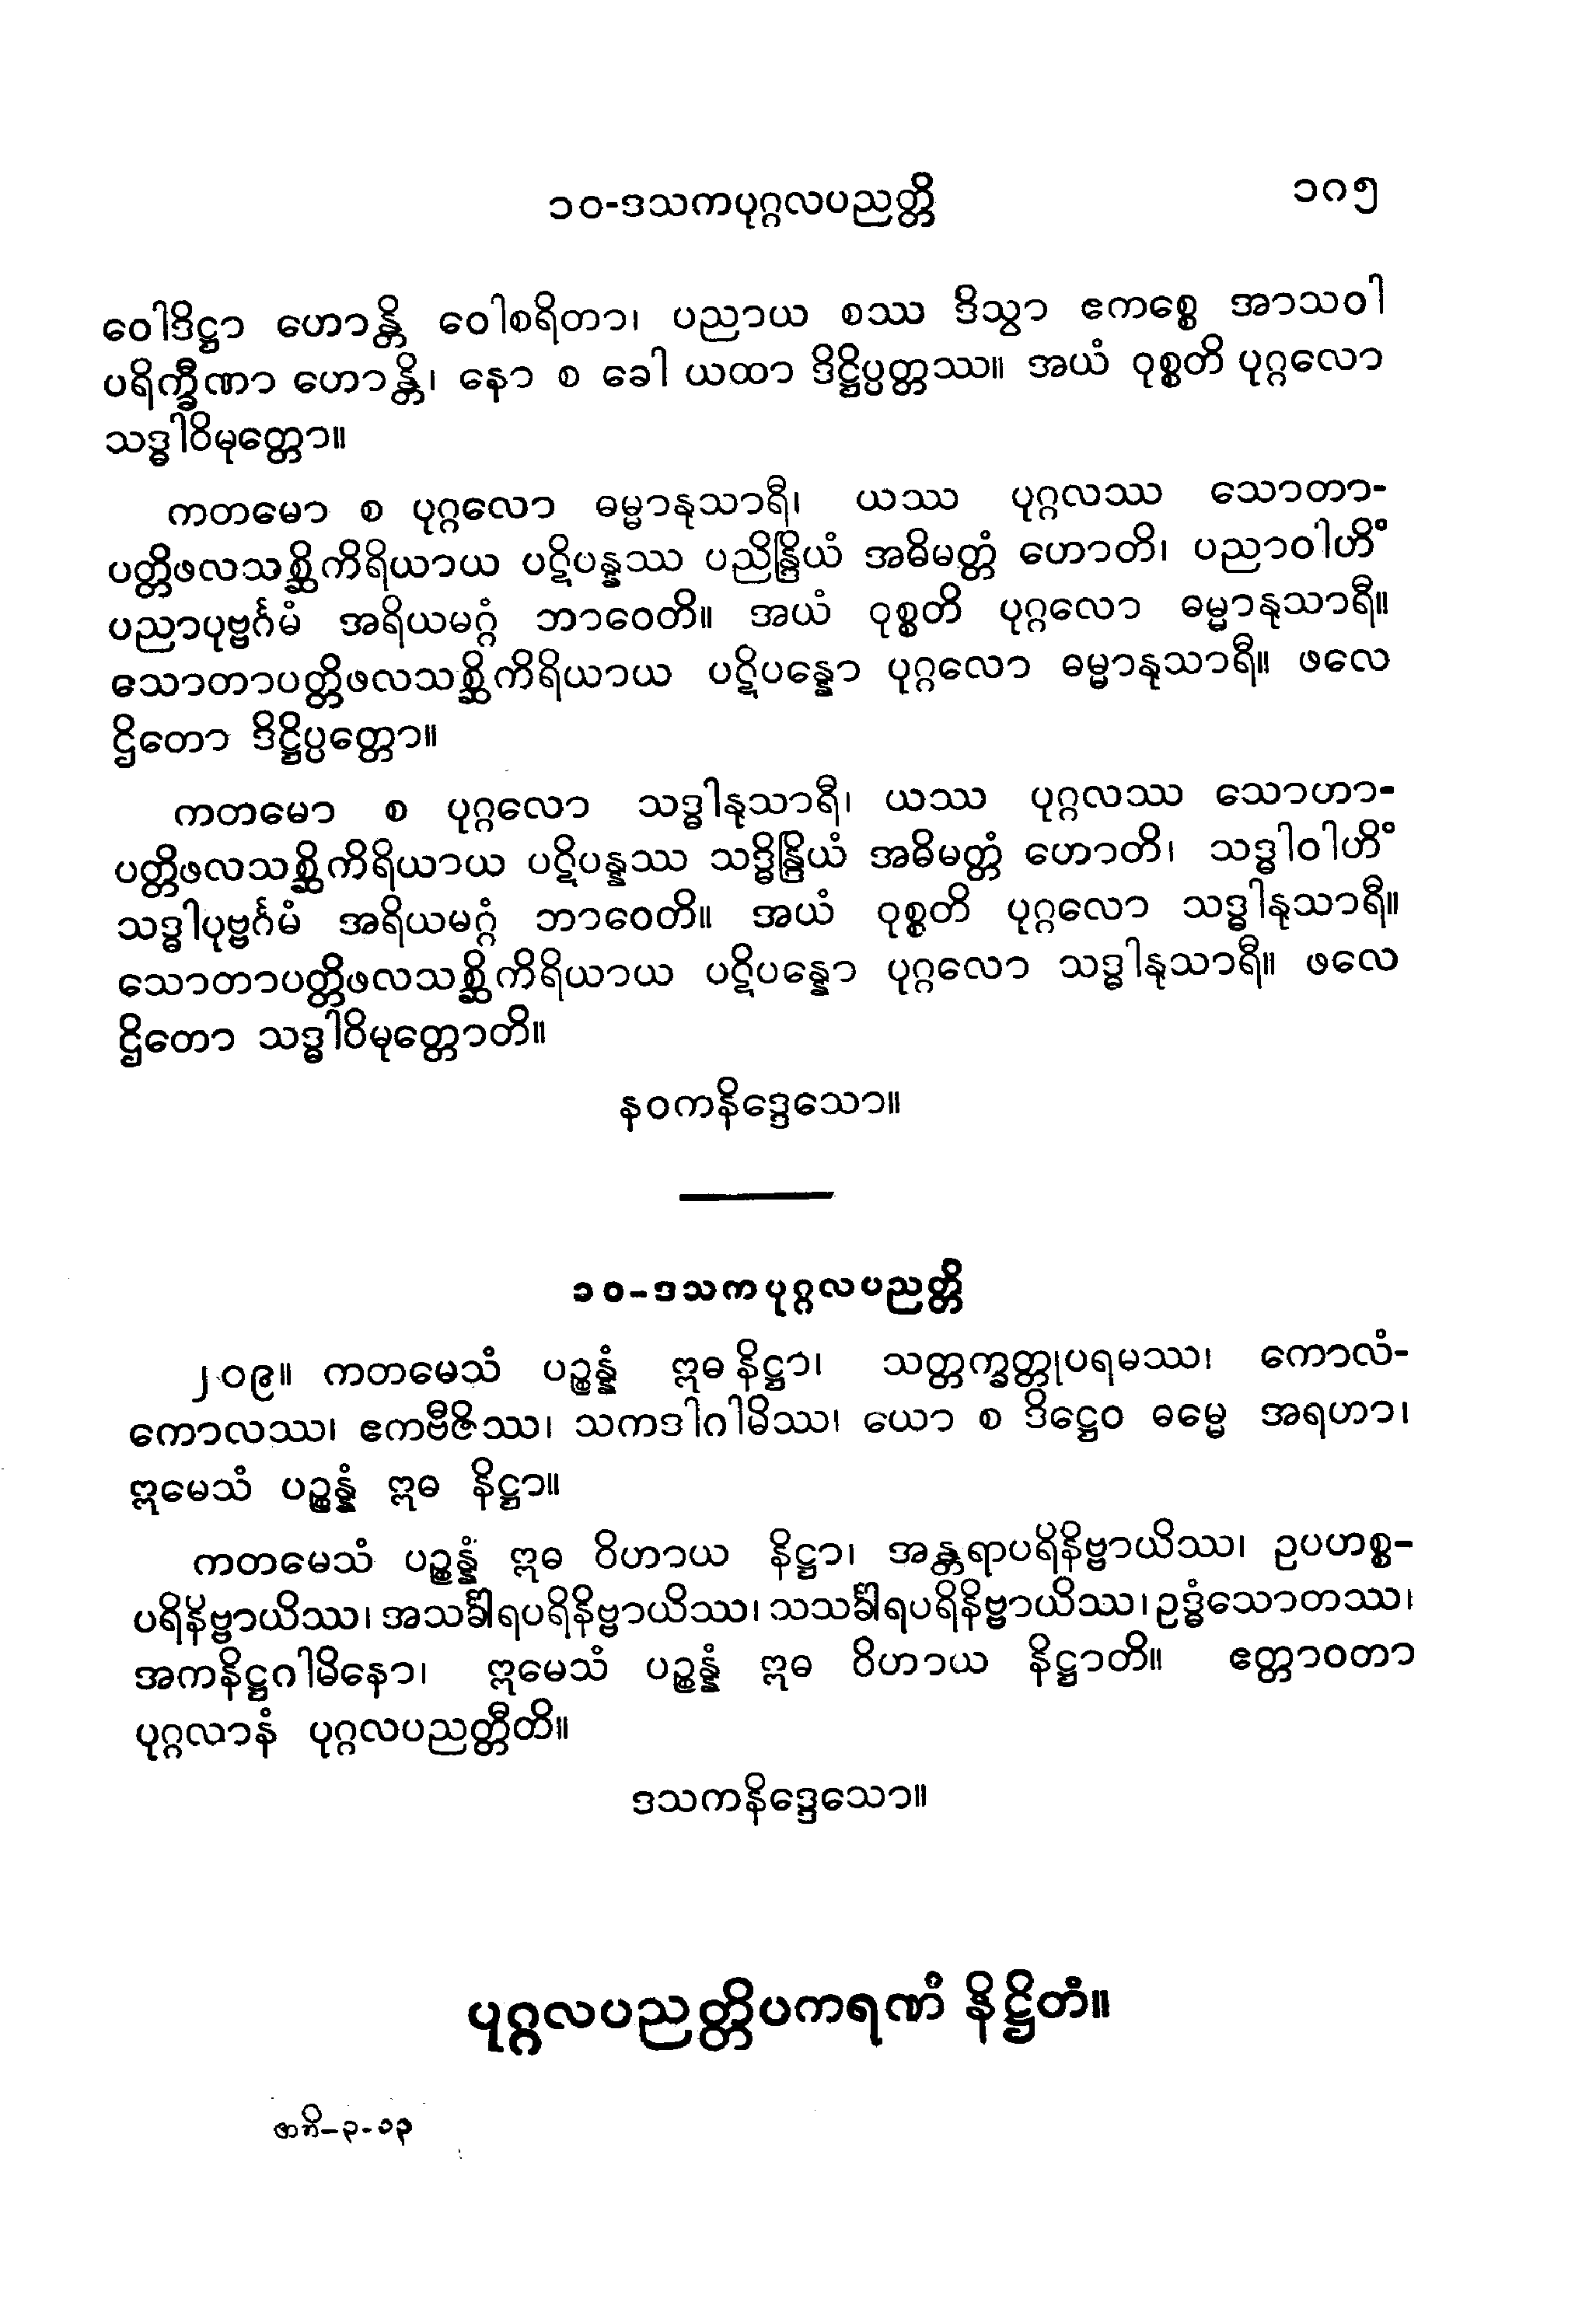 ၁၀-ဒသကပုဂ္ဂလပညတ္တိ ၁၈၅
ဝေါဒိဋ္ဌာ ဟောန္တိ ဝေါစရိတာ၊ ပညာယ စဿ ဒိသွာ ဧကစ္စေ အာသဝါ
ပရိက္ခီဏာ ဟောန္တိ၊ နော စ ခေါ ယထာ ဒိဋ္ဌိပ္ပတ္တဿ။ အယံ ဝုစ္စတိ ပုဂ္ဂလော
သဒ္ဓါဝိမုတ္တော။
ကတမော စ ပုဂ္ဂလော ဓမ္မာနုသာရီ၊ ယဿ ပုဂ္ဂလဿ သောတာ-
ပတ္တိဖလသစ္ဆိကိရိယာယ ပဋိပန္နဿ ပညိန္ဒြိယံ အဓိမတ္တံ ဟောတိ၊ ပညာဝါဟိံ
ပညာပုဗ္ဗင်္ဂမံ အရိယမဂ္ဂံ ဘာဝေတိ။ အယံ ဝုစ္စတိ ပုဂ္ဂလော ဓမ္မာနုသာရီ။
သောတာပတ္တိဖလသစ္ဆိကိရိယာယ ပဋိပန္နော ပုဂ္ဂလော ဓမ္မာနုသာရီ။ ဖလေ
ဌိတော ဒိဋ္ဌိပ္ပတ္တော။
ကတမော စ ပုဂ္ဂလော သဒ္ဓါနုသာရီ၊ ယဿ ပုဂ္ဂလဿ သောဟာ-
ပတ္တိဖလသစ္ဆိကိရိယာယ ပဋိပန္နဿ သဒ္ဓိန္ဒြိယံ အဓိမတ္တံ ဟောတိ၊ သဒ္ဓါဝါဟိံ
သဒ္ဓါပုဗ္ဗင်္ဂမံ အရိယမဂ္ဂံ ဘာဝေတိ။ အယံ ဝုစ္စတိ ပုဂ္ဂလော သဒ္ဓါနုသာရီ။
သောတာပတ္တိဖလသစ္ဆိကိရိယာယ ပဋိပန္နော ပုဂ္ဂလော သဒ္ဓါနုသာရီ။ ဖလေ
ဌိတော သဒ္ဓါဝိမုတ္တောတိ။
နဝကနိဒ္ဒေသော။
၁၀-ဒသကပုဂ္ဂလပညတ္တိ
၂၀၉။ ကတမေသံ ပဉ္စန္နံ ဣဓ နိဋ္ဌာ၊ သတ္တက္ခတ္တုပရမဿ၊ ကောလံ-
ကောလဿ၊ ဧကဗီဇိဿ၊ သကဒါဂါမိဿ၊ ယော စ ဒိဋ္ဌေဝ ဓမ္မေ အရဟာ၊
ဣမေသံ ပဉ္စန္နံ ဣဓ နိဋ္ဌာ။
ကတမေသံ ပဉ္စန္နံ ဣဓ ဝိဟာယ နိဋ္ဌာ၊ အန္တရာပရိနိဗ္ဗာယိဿ၊ ဥပဟစ္စ-
ပရိနိဗ္ဗာယိဿ၊ အသင်္ခါရပရိနိဗ္ဗာယိဿ၊ သသင်္ခါရပရိနိဗ္ဗာယိဿ၊ ဥဒ္ဓံသောတဿ၊
အကနိဋ္ဌဂါမိနော၊ ဣမေသံ ပဉ္စန္နံ ဣဓ ဝိဟာယ နိဋ္ဌာတိ။ ဧတ္တာဝတာ
ပုဂ္ဂလာနံ ပုဂ္ဂလပညတ္တီတိ။
ဒသကနိဒ္ဒေသော။
ပုဂ္ဂလပညတ္တိပကရဏံ နိဋ္ဌိတံ။
အဘိ-၃-၁၃